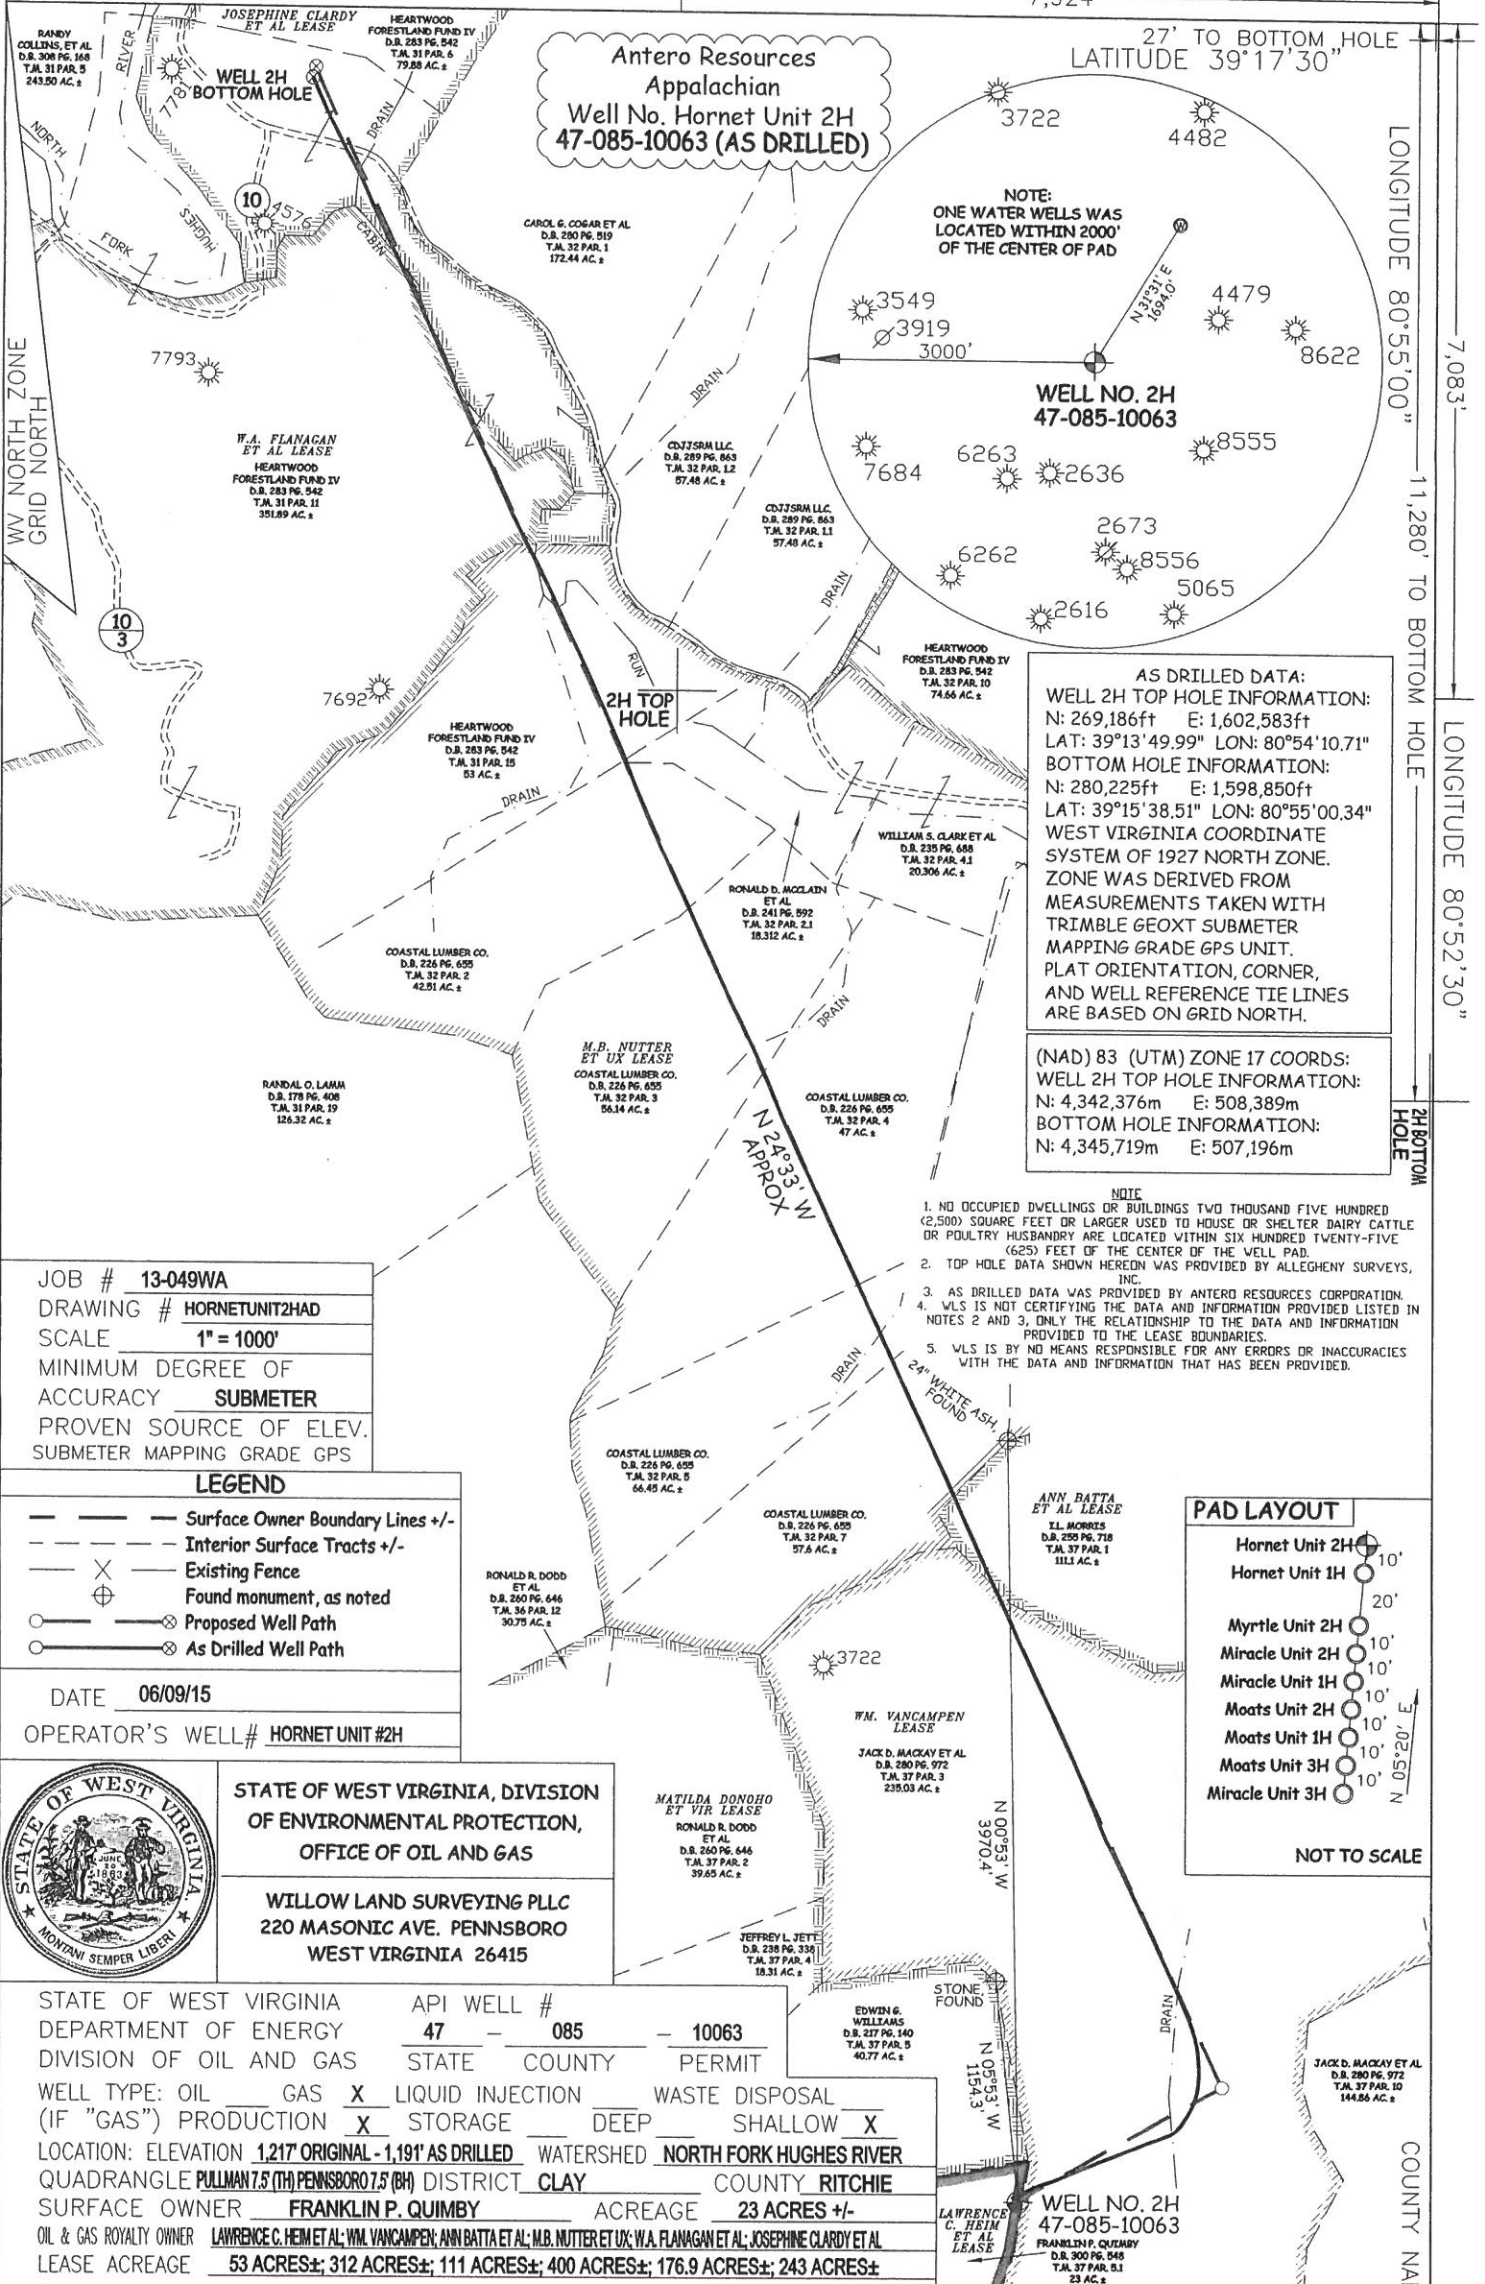 7,924'
27' TO BOTTOM HOLE
LATITUDE 39°17'30"
RANDY
COLLINS, ET AL
D.B. 308 PG. 168
T.M. 31 PAR. 5
243.50 AC. ±
RIVER
JOSEPHINE CLARDY
ET AL LEASE
HEARTWOOD
FORESTLAND FUND IV
D.B. 283 PG. 542
T.M. 31 PAR. 6
79.88 AC. ±
WELL 2H
BOTTOM HOLE
DRAIN
NORTH
FORK
HUGHES
10
4576
CABIN
Antero Resources
Appalachian
Well No. Hornet Unit 2H
47-085-10063 (AS DRILLED)
CAROL G. COGAR ET AL
D.B. 280 PG. 519
T.M. 32 PAR. 1
172.44 AC. ±
3722
4482
NOTE:
ONE WATER WELLS WAS
LOCATED WITHIN 2000'
OF THE CENTER OF PAD
W
N 31°31' E
1694.0'
3549
3919
3000'
4479
8622
WELL NO. 2H
47-085-10063
7684
6263
2636
8555
2673
8556
6262
5065
2616
LONGITUDE 80°55'00"
7,083'
11,280' TO BOTTOM HOLE
LONGITUDE 80°52'30"
2H BOTTOM
HOLE
WV NORTH ZONE
GRID NORTH
7793
W.A. FLANAGAN
ET AL LEASE
HEARTWOOD
FORESTLAND FUND IV
D.B. 283 PG. 542
T.M. 31 PAR. 11
351.89 AC. ±
DRAIN
CDJJSRM LLC.
D.B. 289 PG. 863
T.M. 32 PAR. 1.2
57.48 AC. ±
CDJJSRM LLC.
D.B. 289 PG. 863
T.M. 32 PAR. 1.1
57.48 AC. ±
DRAIN
10
3
7692
RUN
2H TOP
HOLE
HEARTWOOD
FORESTLAND FUND IV
D.B. 283 PG. 542
T.M. 32 PAR. 10
74.66 AC. ±
HEARTWOOD
FORESTLAND FUND IV
D.B. 283 PG. 542
T.M. 31 PAR. 15
53 AC. ±
DRAIN
AS DRILLED DATA:
WELL 2H TOP HOLE INFORMATION:
N: 269,186ft E: 1,602,583ft
LAT: 39°13'49.99" LON: 80°54'10.71"
BOTTOM HOLE INFORMATION:
N: 280,225ft E: 1,598,850ft
LAT: 39°15'38.51" LON: 80°55'00.34"
WEST VIRGINIA COORDINATE
SYSTEM OF 1927 NORTH ZONE.
ZONE WAS DERIVED FROM
MEASUREMENTS TAKEN WITH
TRIMBLE GEOXT SUBMETER
MAPPING GRADE GPS UNIT.
PLAT ORIENTATION, CORNER,
AND WELL REFERENCE TIE LINES
ARE BASED ON GRID NORTH.
(NAD) 83 (UTM) ZONE 17 COORDS:
WELL 2H TOP HOLE INFORMATION:
N: 4,342,376m E: 508,389m
BOTTOM HOLE INFORMATION:
N: 4,345,719m E: 507,196m
WILLIAM S. CLARK ET AL
D.B. 235 PG. 688
T.M. 32 PAR. 4.1
20.306 AC. ±
RONALD D. MCCLAIN
ET AL
D.B. 241 PG. 592
T.M. 32 PAR. 2.1
18.312 AC. ±
COASTAL LUMBER CO.
D.B. 226 PG. 655
T.M. 32 PAR. 2
42.51 AC. ±
DRAIN
M.B. NUTTER
ET UX LEASE
COASTAL LUMBER CO.
D.B. 226 PG. 655
T.M. 32 PAR. 3
56.14 AC. ±
RANDAL O. LAMM
D.B. 178 PG. 408
T.M. 31 PAR. 19
126.32 AC. ±
COASTAL LUMBER CO.
D.B. 226 PG. 655
T.M. 32 PAR. 4
47 AC. ±
N 24°33' W
APPROX
NOTE
1. NO OCCUPIED DWELLINGS OR BUILDINGS TWO THOUSAND FIVE HUNDRED
(2,500) SQUARE FEET OR LARGER USED TO HOUSE OR SHELTER DAIRY CATTLE
OR POULTRY HUSBANDRY ARE LOCATED WITHIN SIX HUNDRED TWENTY-FIVE
(625) FEET OF THE CENTER OF THE WELL PAD.
2. TOP HOLE DATA SHOWN HEREON WAS PROVIDED BY ALLEGHENY SURVEYS,
INC.
3. AS DRILLED DATA WAS PROVIDED BY ANTERO RESOURCES CORPORATION.
4. WLS IS NOT CERTIFYING THE DATA AND INFORMATION PROVIDED LISTED IN
NOTES 2 AND 3, ONLY THE RELATIONSHIP TO THE DATA AND INFORMATION
PROVIDED TO THE LEASE BOUNDARIES.
5. WLS IS BY NO MEANS RESPONSIBLE FOR ANY ERRORS OR INACCURACIES
WITH THE DATA AND INFORMATION THAT HAS BEEN PROVIDED.
JOB # 13-049WA
DRAWING # HORNETUNIT2HAD
SCALE 1" = 1000'
MINIMUM DEGREE OF
ACCURACY SUBMETER
PROVEN SOURCE OF ELEV.
SUBMETER MAPPING GRADE GPS
DRAIN
24" WHITE ASH,
FOUND
LEGEND
Surface Owner Boundary Lines +/-
Interior Surface Tracts +/-
Existing Fence
Found monument, as noted
Proposed Well Path
As Drilled Well Path
DATE 06/09/15
OPERATOR'S WELL# HORNET UNIT #2H
COASTAL LUMBER CO.
D.B. 226 PG. 655
T.M. 32 PAR. 5
66.45 AC. ±
COASTAL LUMBER CO.
D.B. 226 PG. 655
T.M. 32 PAR. 7
57.6 AC. ±
ANN BATTA
ET AL LEASE
I.L. MORRIS
D.B. 255 PG. 718
T.M. 37 PAR. 1
111.1 AC. ±
RONALD R. DODD
ET AL
D.B. 260 PG. 646
T.M. 36 PAR. 12
30.75 AC. ±
3722
WM. VANCAMPEN
LEASE
JACK D. MACKAY ET AL
D.B. 280 PG. 972
T.M. 37 PAR. 3
235.03 AC. ±
PAD LAYOUT
Hornet Unit 2H
10'
Hornet Unit 1H
20'
Myrtle Unit 2H
10'
Miracle Unit 2H
10'
Miracle Unit 1H
10'
Moats Unit 2H
10'
Moats Unit 1H
10'
Moats Unit 3H
10'
Miracle Unit 3H
N 05°20' E
NOT TO SCALE
STATE OF WEST VIRGINIA
JUNE
20
1863
MONTANI SEMPER LIBERI
STATE OF WEST VIRGINIA, DIVISION
OF ENVIRONMENTAL PROTECTION,
OFFICE OF OIL AND GAS
WILLOW LAND SURVEYING PLLC
220 MASONIC AVE. PENNSBORO
WEST VIRGINIA 26415
MATILDA DONOHO
ET VIR LEASE
RONALD R. DODD
ET AL
D.B. 260 PG. 646
T.M. 37 PAR. 2
39.65 AC. ±
N 00°53' W
3970.4'
JEFFREY L. JETT
D.B. 238 PG. 338
T.M. 37 PAR. 4
18.31 AC. ±
STONE,
FOUND
EDWIN G.
WILLIAMS
D.B. 217 PG. 140
T.M. 37 PAR. 5
40.77 AC. ±
N 05°53' W
1154.3'
DRAIN
JACK D. MACKAY ET AL
D.B. 280 PG. 972
T.M. 37 PAR. 10
144.86 AC. ±
STATE OF WEST VIRGINIA
DEPARTMENT OF ENERGY
DIVISION OF OIL AND GAS
API WELL #
47 - 085 - 10063
STATE COUNTY PERMIT
WELL TYPE: OIL GAS X LIQUID INJECTION WASTE DISPOSAL
(IF "GAS") PRODUCTION X STORAGE DEEP SHALLOW X
LOCATION: ELEVATION 1,217' ORIGINAL - 1,191' AS DRILLED WATERSHED NORTH FORK HUGHES RIVER
QUADRANGLE PULLMAN 7.5' (TH) PENNSBORO 7.5' (BH) DISTRICT CLAY COUNTY RITCHIE
SURFACE OWNER FRANKLIN P. QUIMBY ACREAGE 23 ACRES +/-
OIL & GAS ROYALTY OWNER LAWRENCE C. HEIM ET AL; WM. VANCAMPEN; ANN BATTA ET AL; M.B. NUTTER ET UX; W.A. FLANAGAN ET AL; JOSEPHINE CLARDY ET AL
LEASE ACREAGE 53 ACRES±; 312 ACRES±; 111 ACRES±; 400 ACRES±; 176.9 ACRES±; 243 ACRES±
LAWRENCE
C. HEIM
ET AL
LEASE
WELL NO. 2H
47-085-10063
FRANKLIN P. QUIMBY
D.B. 300 PG. 548
T.M. 37 PAR. 5.1
23 AC. ±
COUNTY NA